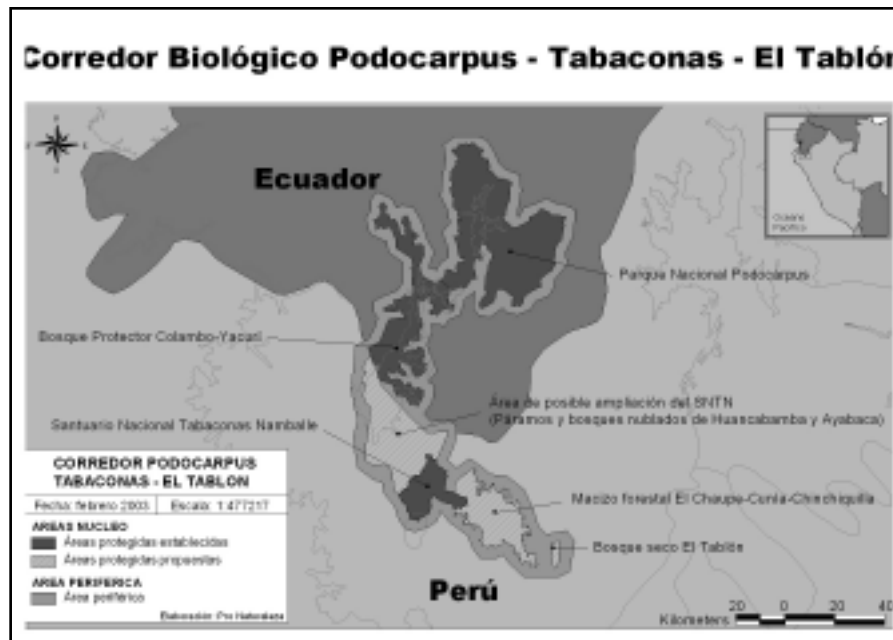 Corredor Biológico Podocarpus - Tabaconas - El Tablón
Ecuador
Océano
Pacífico
Parque Nacional Podocarpus
Bosque Protector Colambo-Yacuri
Área de posible ampliación del SNTN
(Páramos y bosques nublados de Huancabamba y Ayabaca)
Santuario Nacional Tabaconas Namballe
CORREDOR PODOCARPUS
TABACONAS - EL TABLON
Fecha: febrero 2003
Escala: 1:477217
AREAS NUCLEO
Áreas protegidas establecidas
Áreas protegidas propuestas
AREA PERIFERICA
Área periférica
Elaboración: Pro Naturaleza
Macizo forestal El Chaupe-Cunía-Chinchiquilla
Bosque seco El Tablón
Perú
Kilometers
20 0 20 40